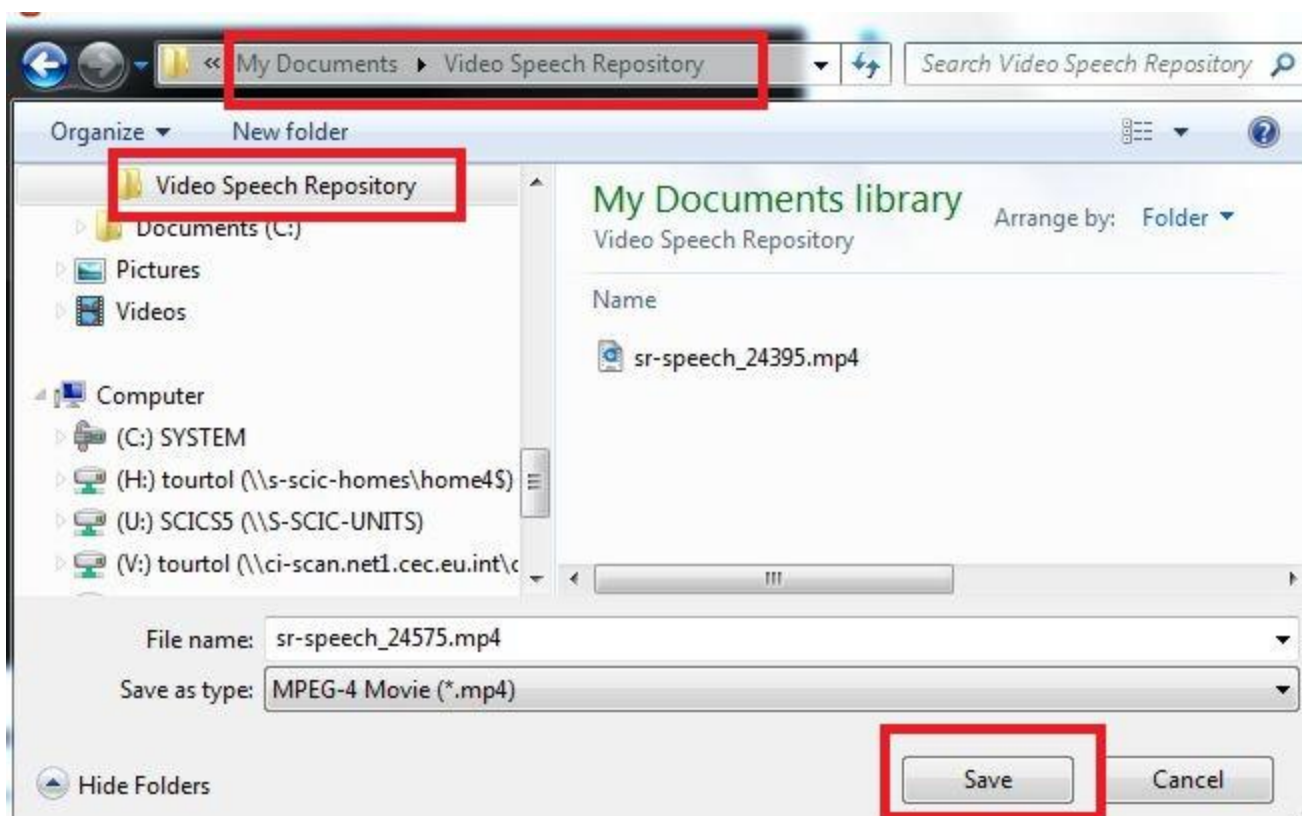 « My Documents ▸ Video Speech Repository
Search Video Speech Repository
Organize ▾ New folder
Video Speech Repository
Documents (C:)
Pictures
Videos
Computer
(C:) SYSTEM
(H:) tourtol (\\s-scic-homes\home4$)
(U:) SCICS5 (\\S-SCIC-UNITS)
(V:) tourtol (\\ci-scan.net1.cec.eu.int\c
My Documents library
Video Speech Repository
Arrange by: Folder ▾
Name
sr-speech_24395.mp4
File name: sr-speech_24575.mp4
Save as type: MPEG-4 Movie (*.mp4)
Hide Folders
Save Cancel